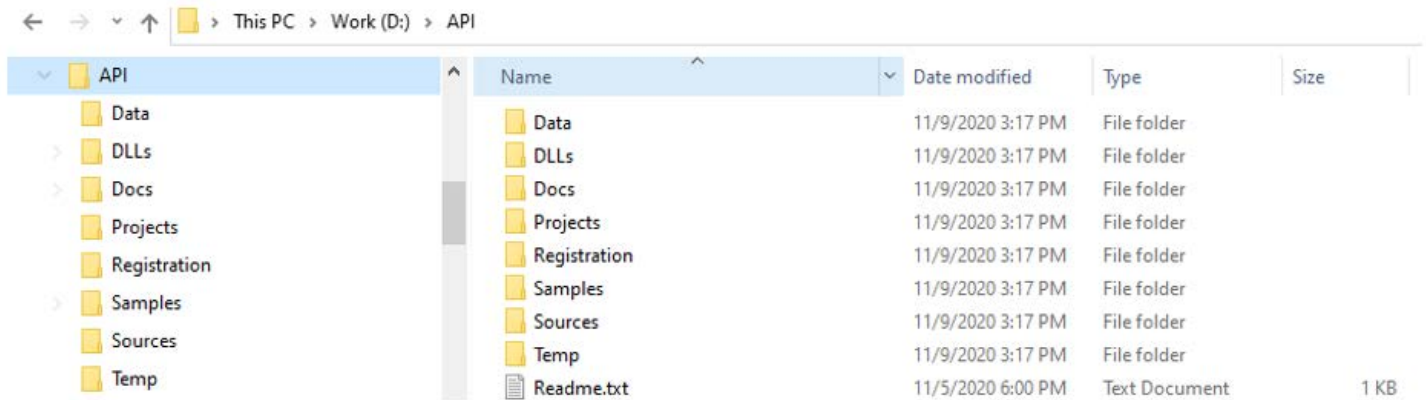 This PC > Work (D:) > API
API
Data
DLLs
Docs
Projects
Registration
Samples
Sources
Temp
Name Date modified Type Size
Data 11/9/2020 3:17 PM File folder
DLLs 11/9/2020 3:17 PM File folder
Docs 11/9/2020 3:17 PM File folder
Projects 11/9/2020 3:17 PM File folder
Registration 11/9/2020 3:17 PM File folder
Samples 11/9/2020 3:17 PM File folder
Sources 11/9/2020 3:17 PM File folder
Temp 11/9/2020 3:17 PM File folder
Readme.txt 11/5/2020 6:00 PM Text Document 1 KB